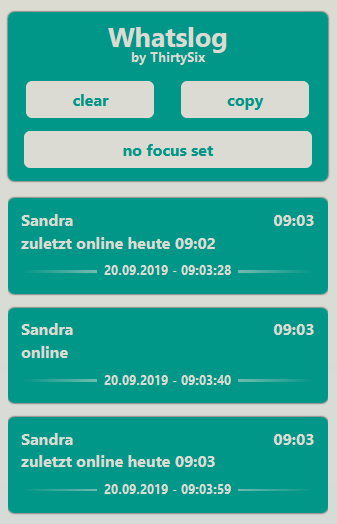 Whatslog
by ThirtySix
clear copy
no focus set
Sandra 09:03
zuletzt online heute 09:02
20.09.2019 - 09:03:28
Sandra 09:03
online
20.09.2019 - 09:03:40
Sandra 09:03
zuletzt online heute 09:03
20.09.2019 - 09:03:59